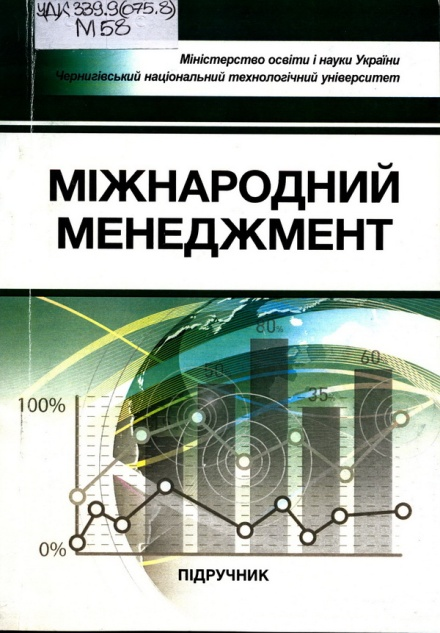 УДК 339.9(075.8)
М58
Міністерство освіти і науки України
Чернигівський національний технологічний університет
МІЖНАРОДНИЙ
МЕНЕДЖМЕНТ
80%
50
60
35
100%
0%
ПІДРУЧНИК